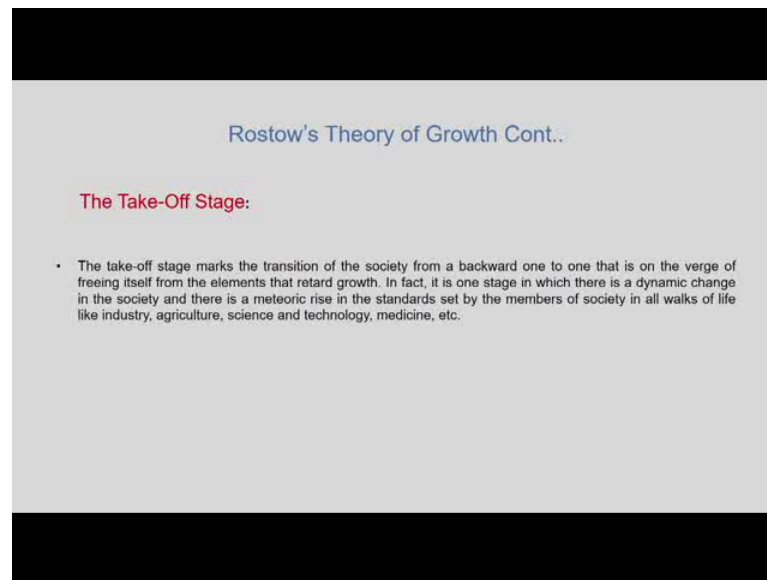 Rostow's Theory of Growth Cont..
The Take-Off Stage:
• The take-off stage marks the transition of the society from a backward one to one that is on the verge of
freeing itself from the elements that retard growth. In fact, it is one stage in which there is a dynamic change
in the society and there is a meteoric rise in the standards set by the members of society in all walks of life
like industry, agriculture, science and technology, medicine, etc.